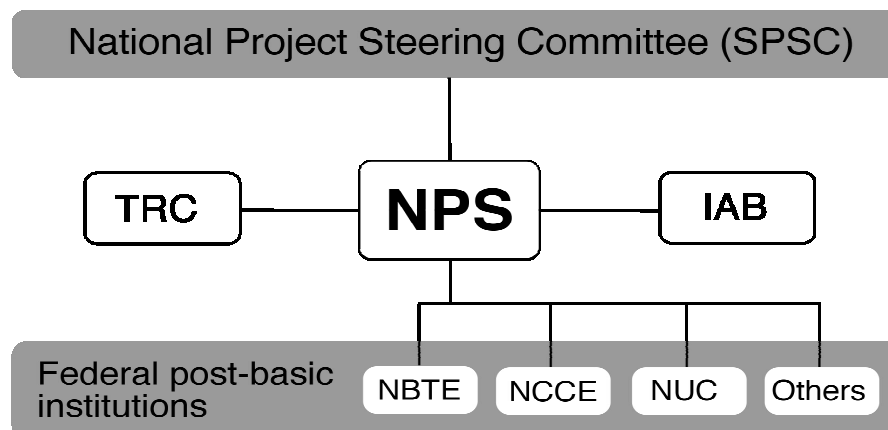 National Project Steering Committee (SPSC)
TRC
NPS
IAB
Federal post-basic
institutions
NBTE
NCCE
NUC
Others